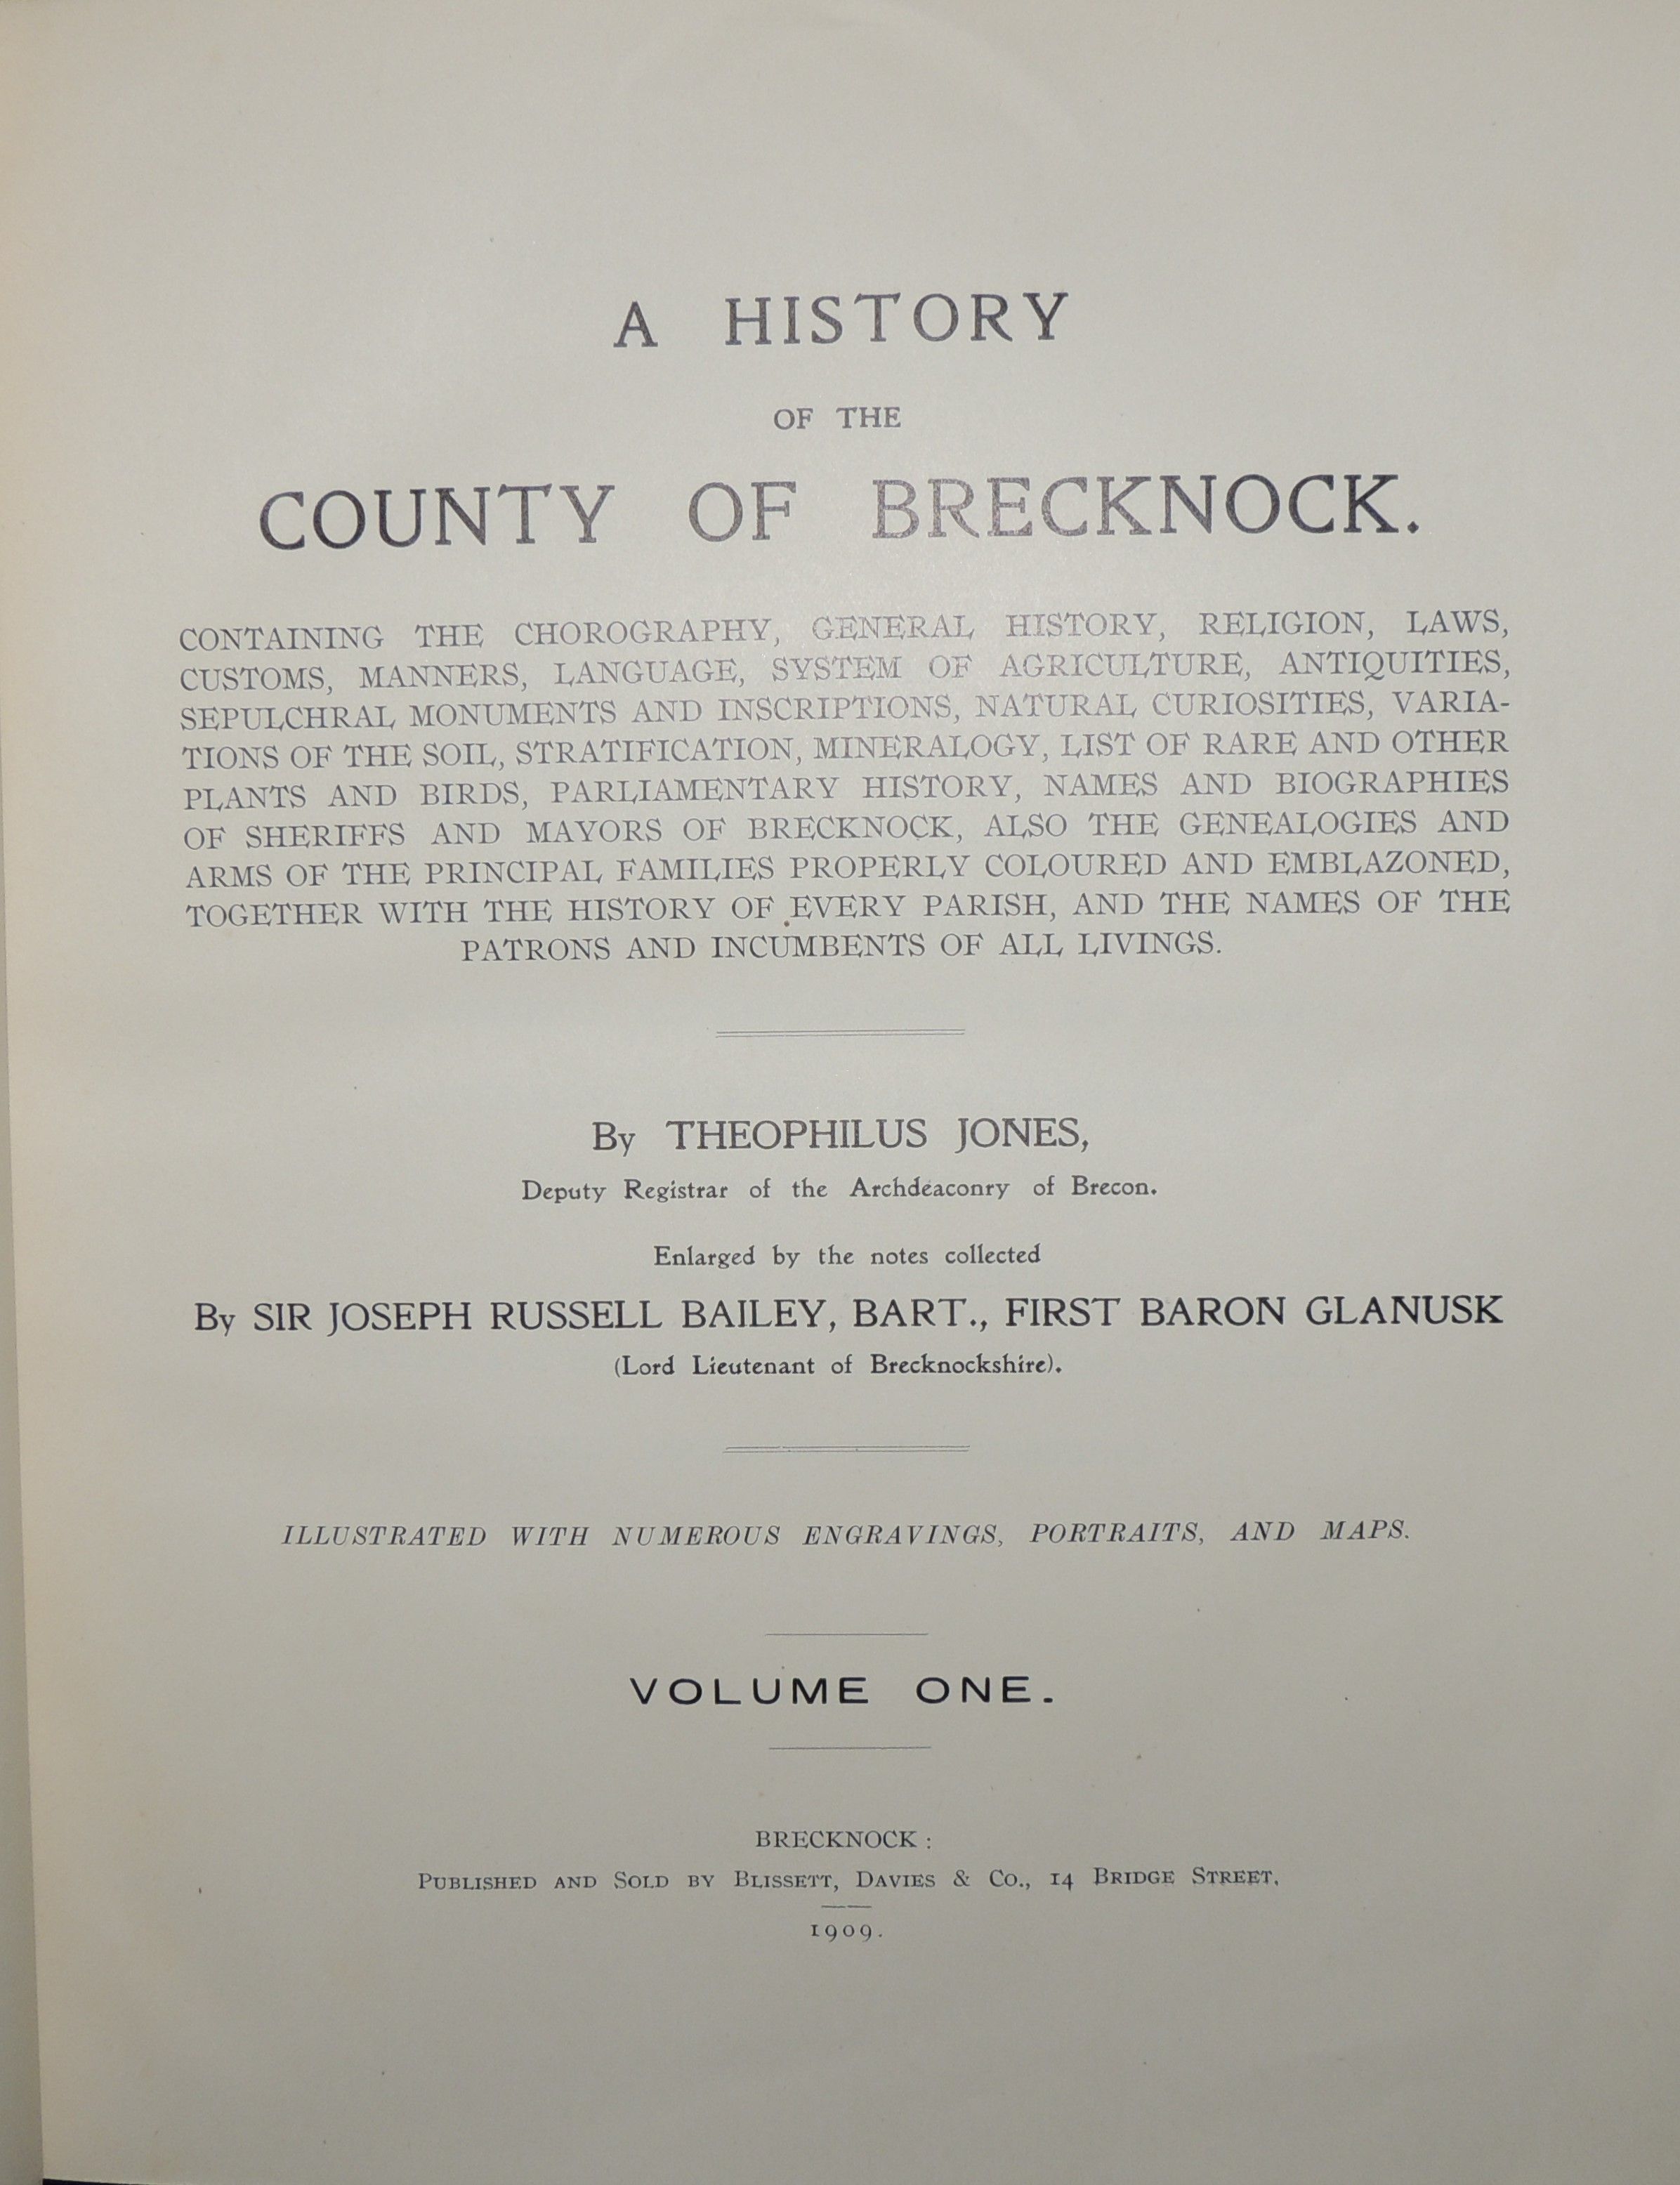 A HISTORY
OF THE
COUNTY OF BRECKNOCK.
CONTAINING THE CHOROGRAPHY, GENERAL HISTORY, RELIGION, LAWS,
CUSTOMS, MANNERS, LANGUAGE, SYSTEM OF AGRICULTURE, ANTIQUITIES,
SEPULCHRAL MONUMENTS AND INSCRIPTIONS, NATURAL CURIOSITIES, VARIA-
TIONS OF THE SOIL, STRATIFICATION, MINERALOGY, LIST OF RARE AND OTHER
PLANTS AND BIRDS, PARLIAMENTARY HISTORY, NAMES AND BIOGRAPHIES
OF SHERIFFS AND MAYORS OF BRECKNOCK, ALSO THE GENEALOGIES AND
ARMS OF THE PRINCIPAL FAMILIES PROPERLY COLOURED AND EMBLAZONED,
TOGETHER WITH THE HISTORY OF EVERY PARISH, AND THE NAMES OF THE
PATRONS AND INCUMBENTS OF ALL LIVINGS.
By THEOPHILUS JONES,
Deputy Registrar of the Archdeaconry of Brecon.
Enlarged by the notes collected
By SIR JOSEPH RUSSELL BAILEY, BART., FIRST BARON GLANUSK
(Lord Lieutenant of Brecknockshire).
ILLUSTRATED WITH NUMEROUS ENGRAVINGS, PORTRAITS, AND MAPS.
VOLUME ONE.
BRECKNOCK:
PUBLISHED AND SOLD BY BLISSETT, DAVIES & CO., 14 BRIDGE STREET.
1909.